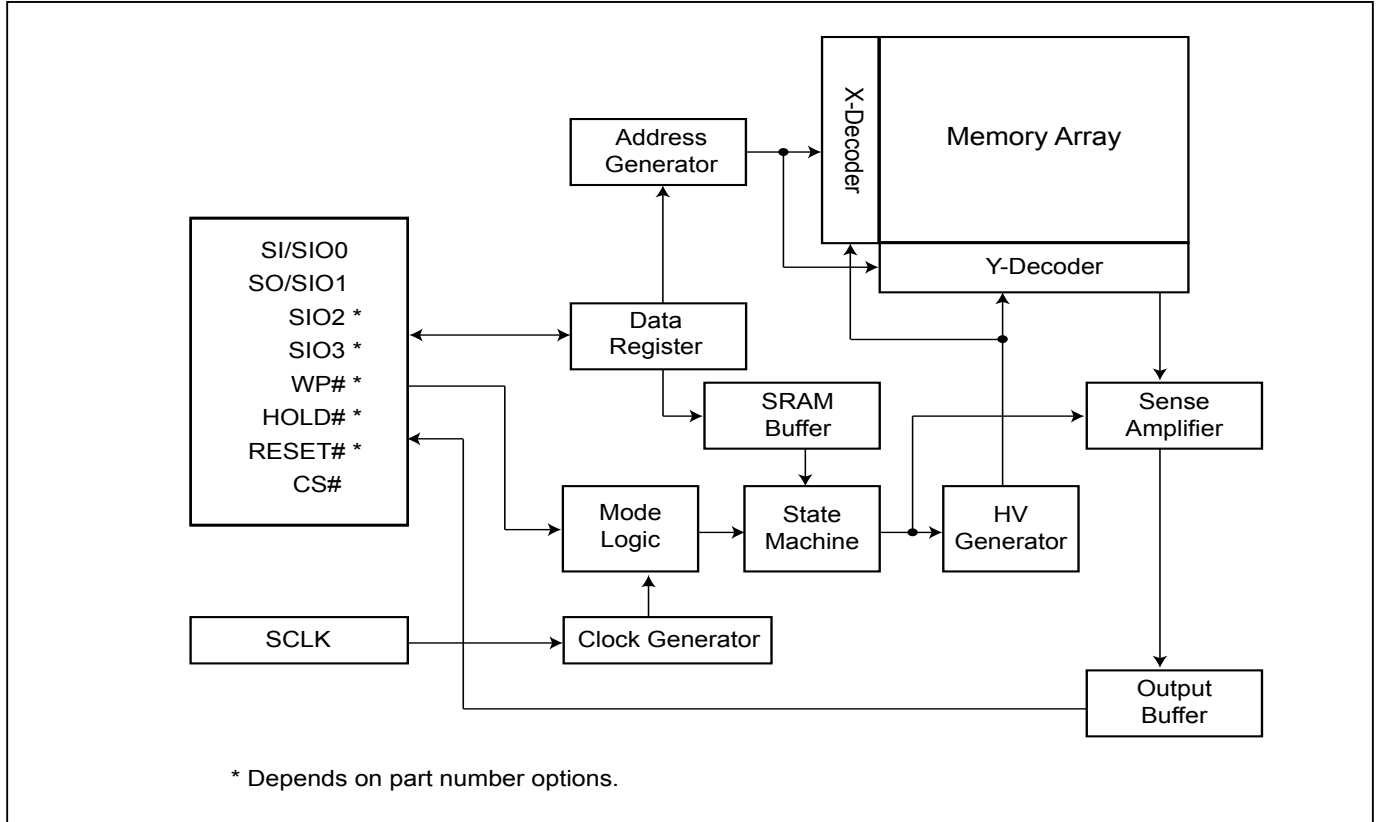 X-Decoder
Memory Array
Address
Generator
Y-Decoder
SI/SIO0
SO/SIO1
SIO2 *
SIO3 *
WP# *
HOLD# *
RESET# *
CS#
Data
Register
SRAM
Buffer
Sense
Amplifier
Mode
Logic
State
Machine
HV
Generator
SCLK
Clock Generator
Output
Buffer
* Depends on part number options.